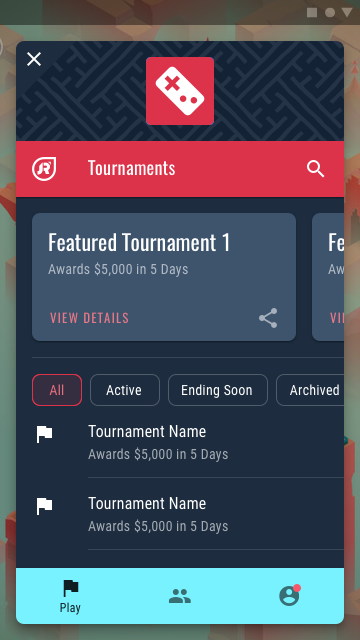 Tournaments
Featured Tournament 1
Awards $5,000 in 5 Days
VIEW DETAILS
All
Active
Ending Soon
Archived
Tournament Name
Awards $5,000 in 5 Days
Tournament Name
Awards $5,000 in 5 Days
Play